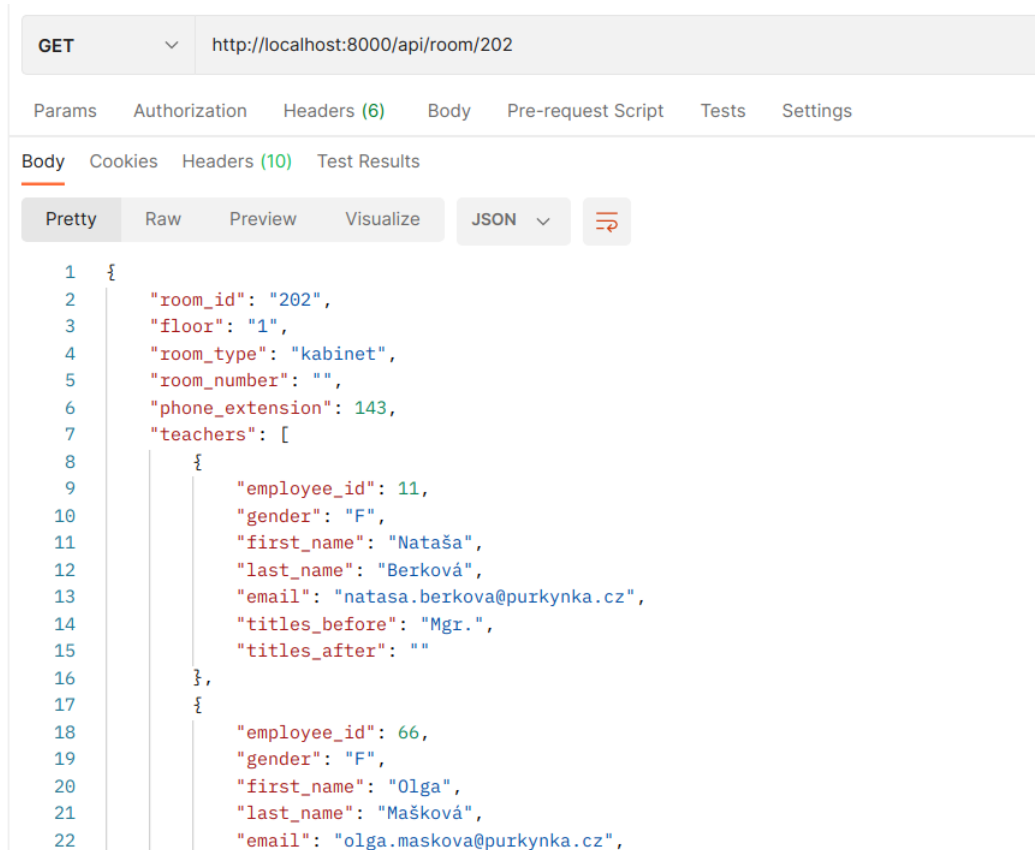 GET http://localhost:8000/api/room/202
Params Authorization Headers (6) Body Pre-request Script Tests Settings
Body Cookies Headers (10) Test Results
Pretty Raw Preview Visualize JSON
1 {
2 "room_id": "202",
3 "floor": "1",
4 "room_type": "kabinet",
5 "room_number": "",
6 "phone_extension": 143,
7 "teachers": [
8 {
9 "employee_id": 11,
10 "gender": "F",
11 "first_name": "Nataša",
12 "last_name": "Berková",
13 "email": "natasa.berkova@purkynka.cz",
14 "titles_before": "Mgr.",
15 "titles_after": ""
16 },
17 {
18 "employee_id": 66,
19 "gender": "F",
20 "first_name": "Olga",
21 "last_name": "Mašková",
22 "email": "olga.maskova@purkynka.cz",